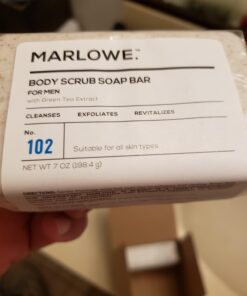 MARLOWE.™
BODY SCRUB SOAP BAR
FOR MEN
with Green Tea Extract
CLEANSES EXFOLIATES REVITALIZES
No.
102
Suitable for all skin types
NET WT 7 OZ (198.4 g)